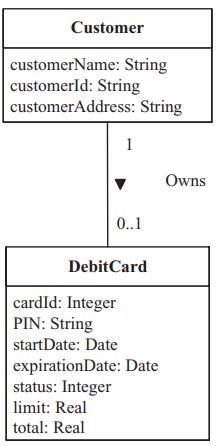 Customer
customerName: String
customerId: String
customerAddress: String
1
Owns
0..1
DebitCard
cardId: Integer
PIN: String
startDate: Date
expirationDate: Date
status: Integer
limit: Real
total: Real